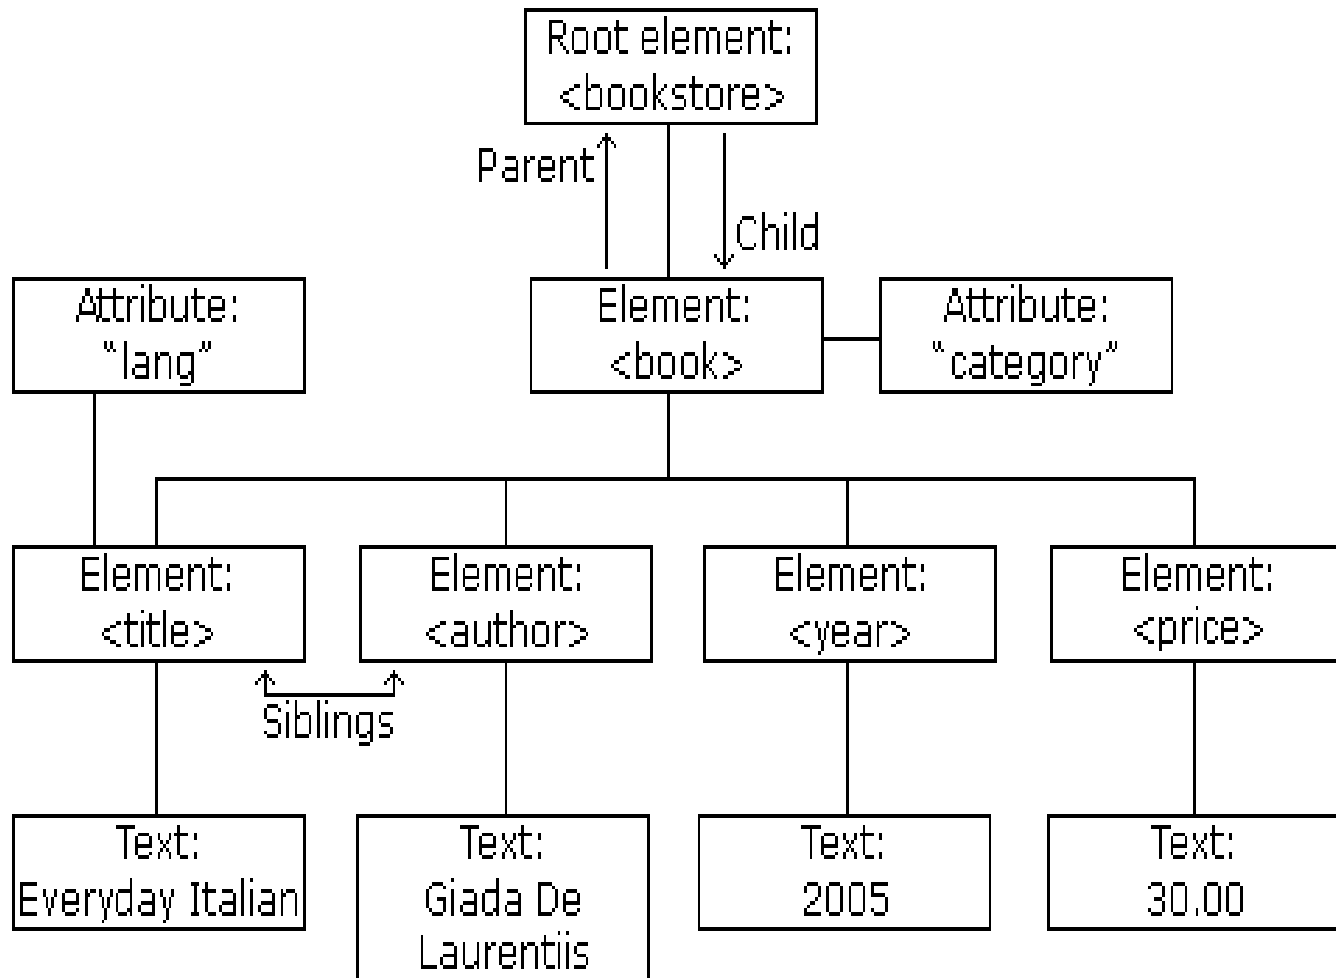 Root element:
<bookstore>
Parent
Child
Attribute:
“lang”
Element:
<book>
Attribute:
“category”
Element:
<title>
Element:
<author>
Element:
<year>
Element:
<price>
Siblings
Text:
Everyday Italian
Text:
Giada De
Laurentiis
Text:
2005
Text:
30.00